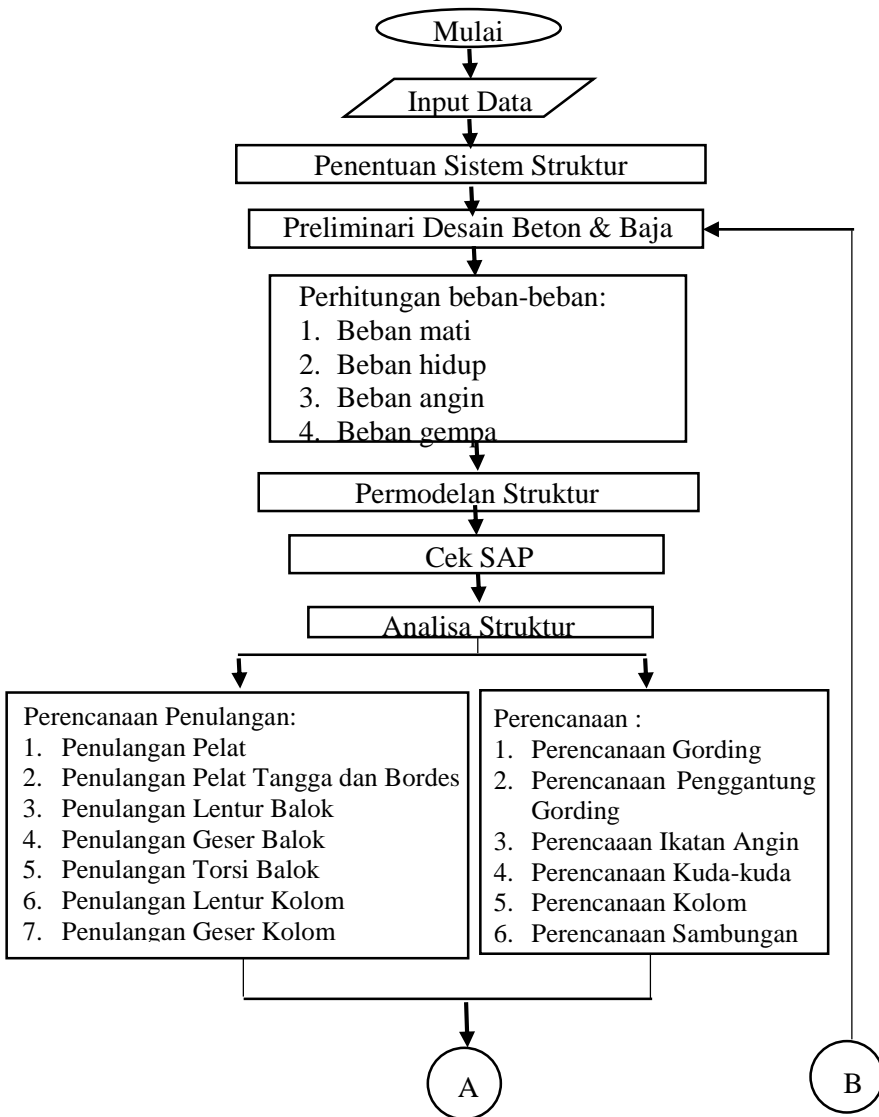 Mulai
Input Data
Penentuan Sistem Struktur
Preliminari Desain Beton & Baja
Perhitungan beban-beban:
1. Beban mati
2. Beban hidup
3. Beban angin
4. Beban gempa
Permodelan Struktur
Cek SAP
Analisa Struktur
Perencanaan Penulangan:
1. Penulangan Pelat
2. Penulangan Pelat Tangga dan Bordes
3. Penulangan Lentur Balok
4. Penulangan Geser Balok
5. Penulangan Torsi Balok
6. Penulangan Lentur Kolom
7. Penulangan Geser Kolom
Perencanaan :
1. Perencanaan Gording
2. Perencanaan Penggantung
Gording
3. Perencaaan Ikatan Angin
4. Perencanaan Kuda-kuda
5. Perencanaan Kolom
6. Perencanaan Sambungan
A
B